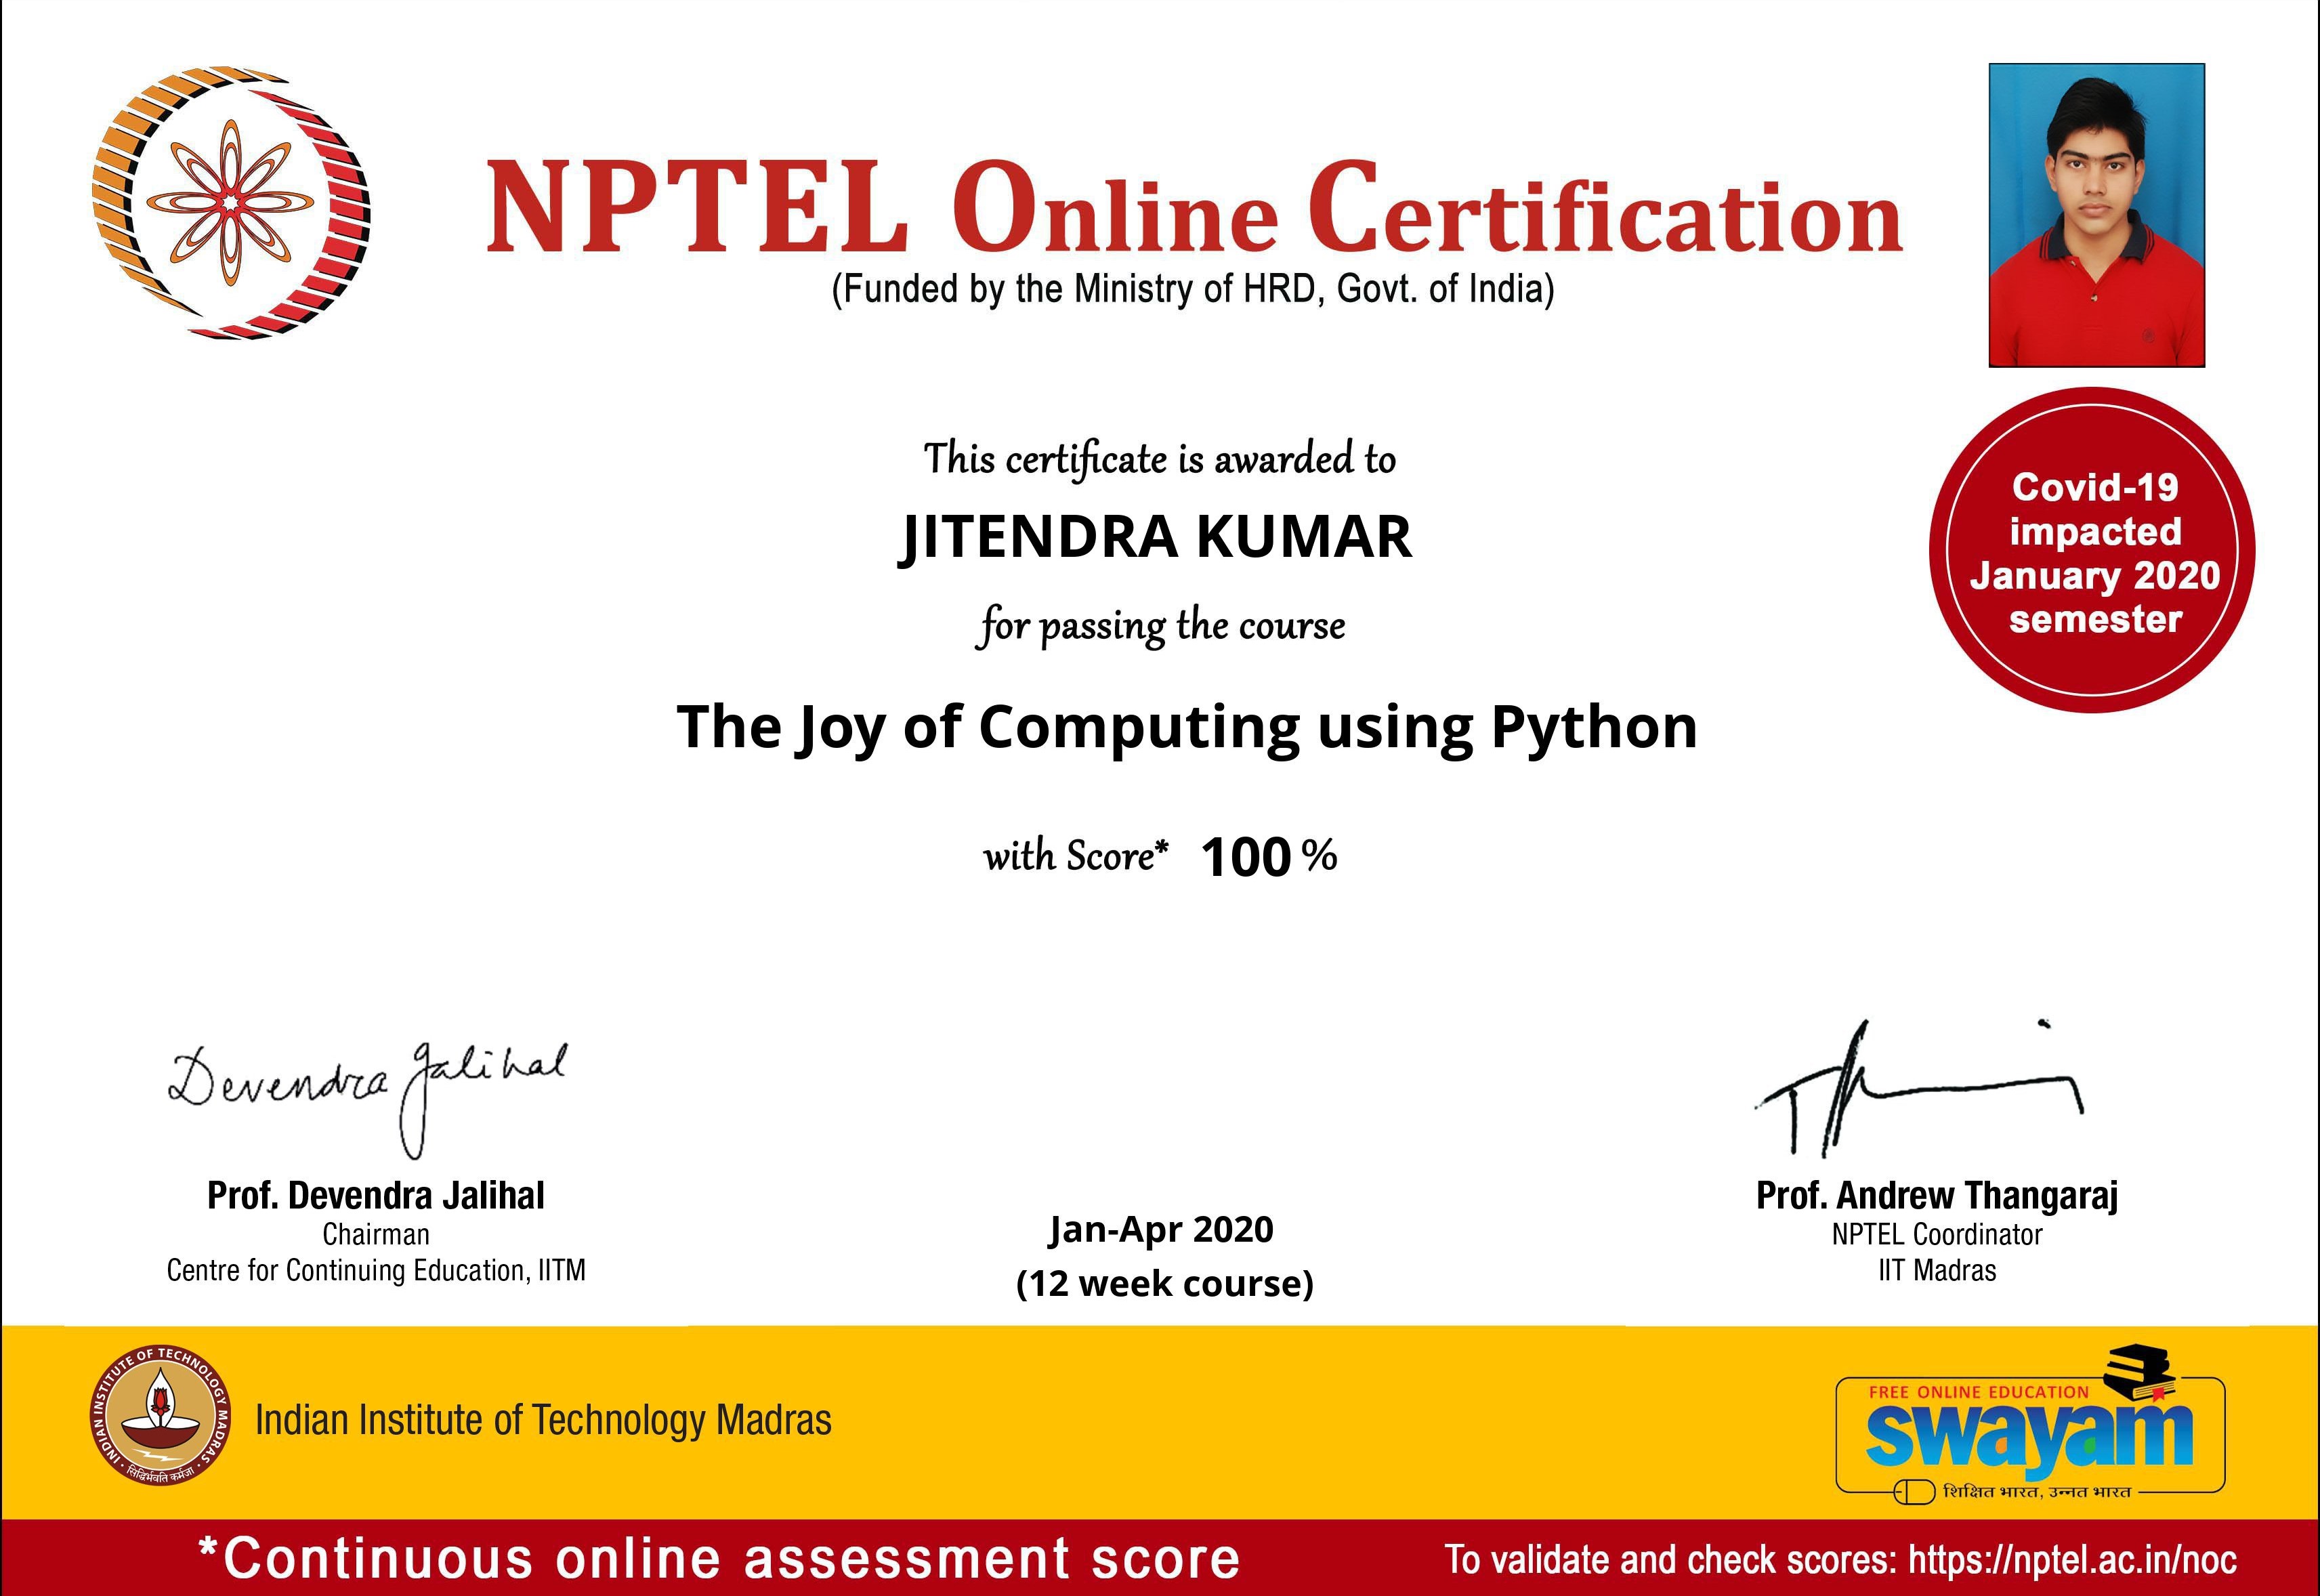 NPTEL Online Certification
(Funded by the Ministry of HRD, Govt. of India)
This certificate is awarded to
JITENDRA KUMAR
for passing the course
The Joy of Computing using Python
with Score* 100 %
Covid-19
impacted
January 2020
semester
Devendra Jalihal
Prof. Devendra Jalihal
Chairman
Centre for Continuing Education, IITM
Jan-Apr 2020
(12 week course)
Prof. Andrew Thangaraj
NPTEL Coordinator
IIT Madras
INDIAN INSTITUTE OF TECHNOLOGY MADRAS
सिद्धिर्भवति कर्मजा
Indian Institute of Technology Madras
FREE ONLINE EDUCATION
swayam
शिक्षित भारत, उन्नत भारत
*Continuous online assessment score
To validate and check scores: https://nptel.ac.in/noc